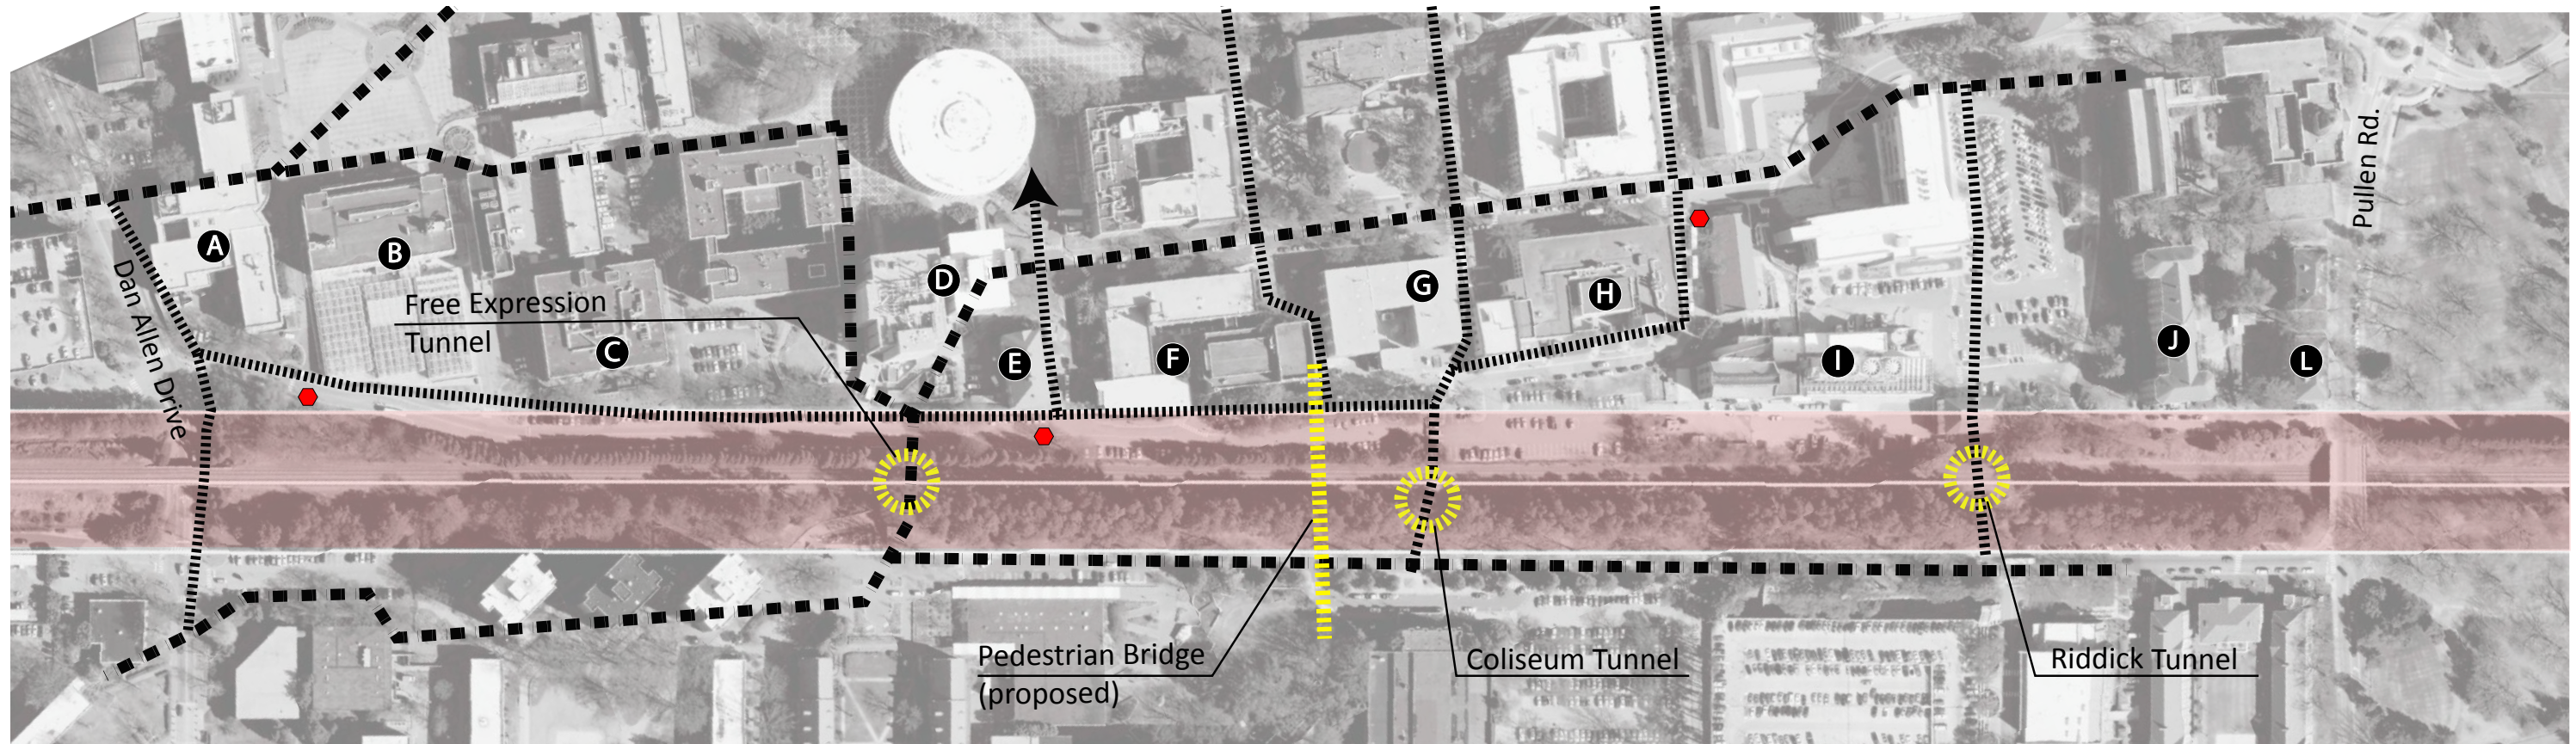 A
B
C
D
E
F
G
H
I
J
L
Dan Allen Drive
Pullen Rd.
Free Expression
Tunnel
Pedestrian Bridge
(proposed)
Coliseum Tunnel
Riddick Tunnel